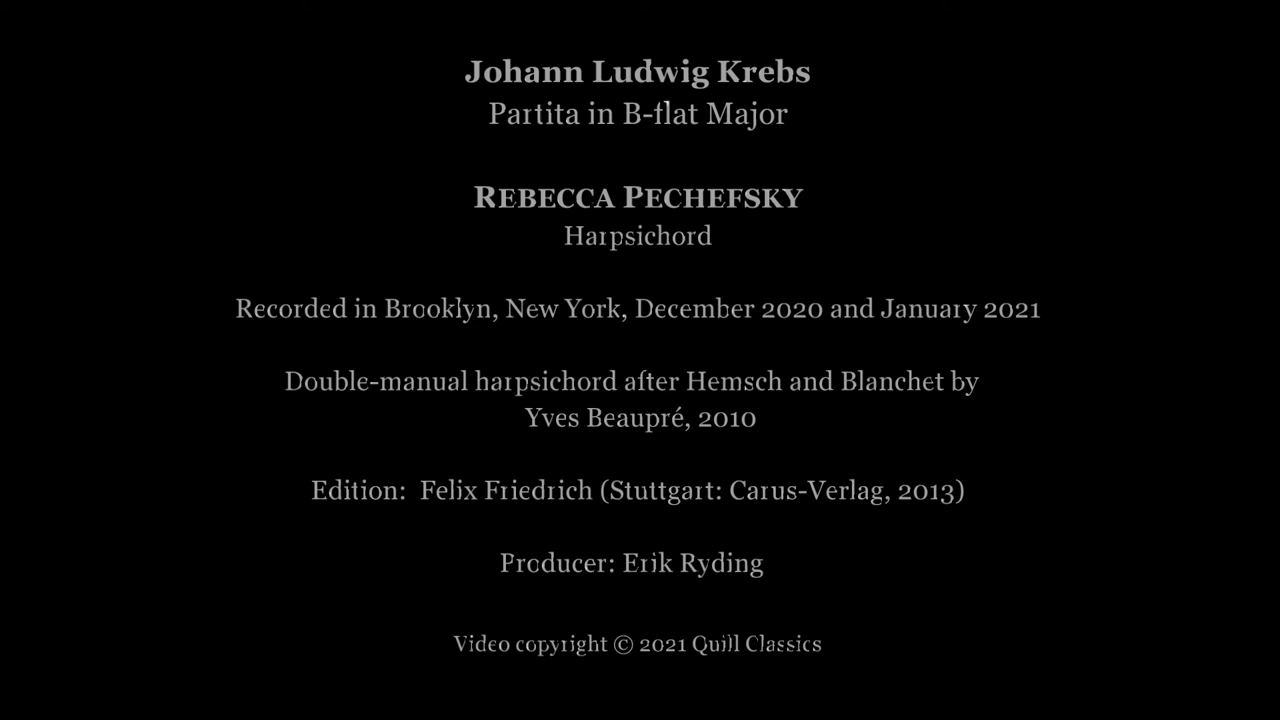 Johann Ludwig Krebs
Partita in B-flat Major
REBECCA PECHEFSKY
Harpsichord
Recorded in Brooklyn, New York, December 2020 and January 2021
Double-manual harpsichord after Hemsch and Blanchet by
Yves Beaupré, 2010
Edition:  Felix Friedrich (Stuttgart: Carus-Verlag, 2013)
Producer: Erik Ryding
Video copyright © 2021 Quill Classics